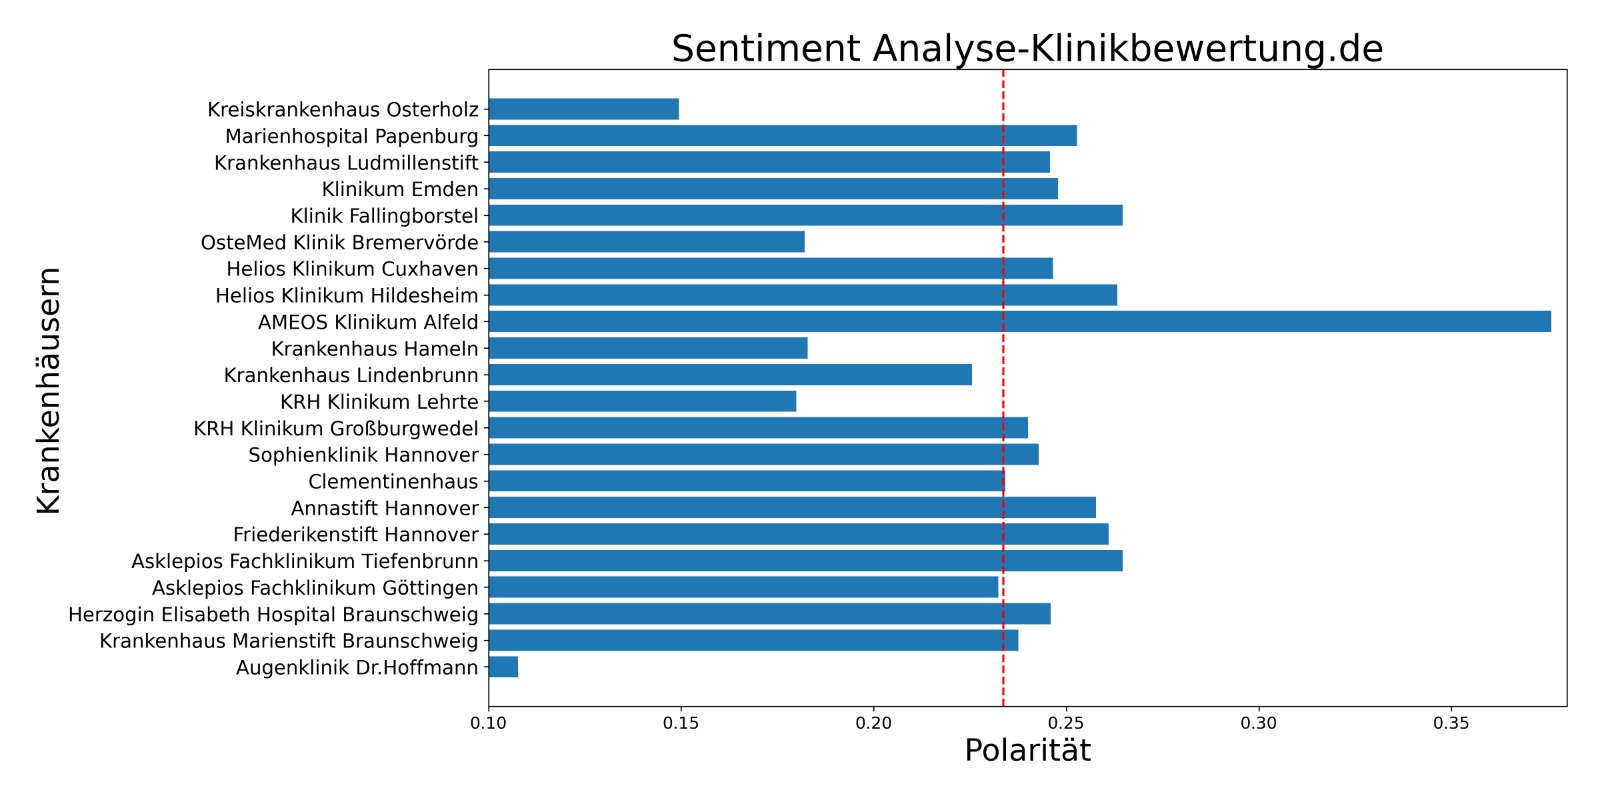 Sentiment Analyse-Klinikbewertung.de
Krankenhäusern
Kreiskrankenhaus Osterholz
Marienhospital Papenburg
Krankenhaus Ludmillenstift
Klinikum Emden
Klinik Fallingborstel
OsteMed Klinik Bremervörde
Helios Klinikum Cuxhaven
Helios Klinikum Hildesheim
AMEOS Klinikum Alfeld
Krankenhaus Hameln
Krankenhaus Lindenbrunn
KRH Klinikum Lehrte
KRH Klinikum Großburgwedel
Sophienklinik Hannover
Clementinenhaus
Annastift Hannover
Friederikenstift Hannover
Asklepios Fachklinikum Tiefenbrunn
Asklepios Fachklinikum Göttingen
Herzogin Elisabeth Hospital Braunschweig
Krankenhaus Marienstift Braunschweig
Augenklinik Dr.Hoffmann
0.10 0.15 0.20 0.25 0.30 0.35
Polarität